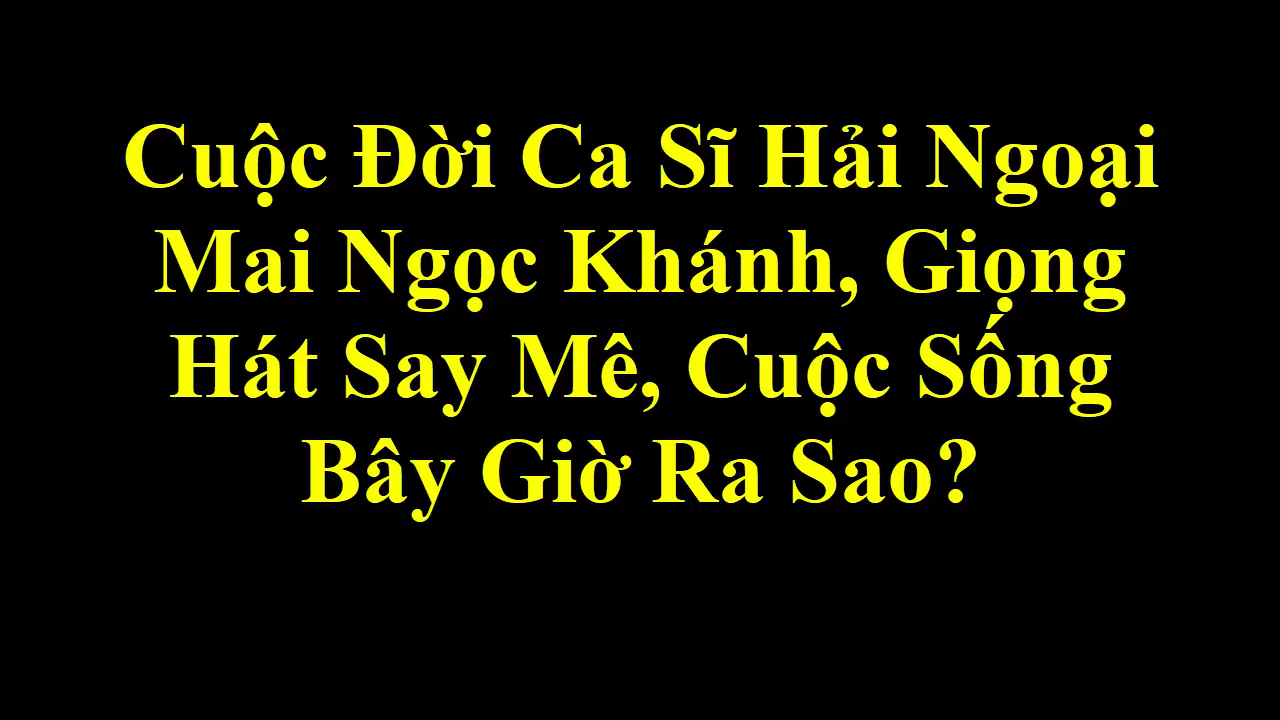 Cuộc Đời Ca Sĩ Hải Ngoại
Mai Ngọc Khánh, Giọng
Hát Say Mê, Cuộc Sống
Bây Giờ Ra Sao?